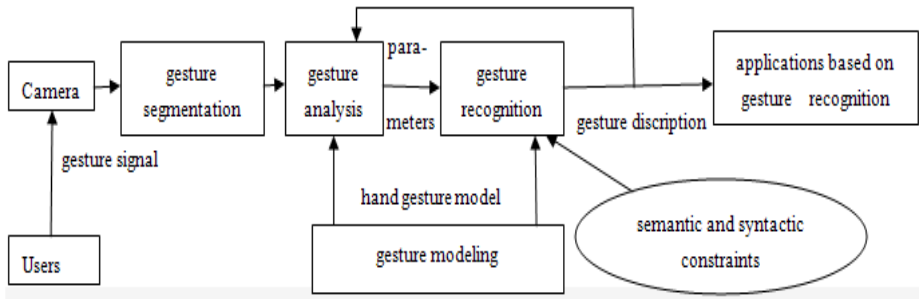 para-
gesture
segmentation
gesture
analysis
gesture
recognition
applications based on
gesture recognition
Camera
meters
gesture discription
gesture signal
hand gesture model
semantic and syntactic
constraints
gesture modeling
Users